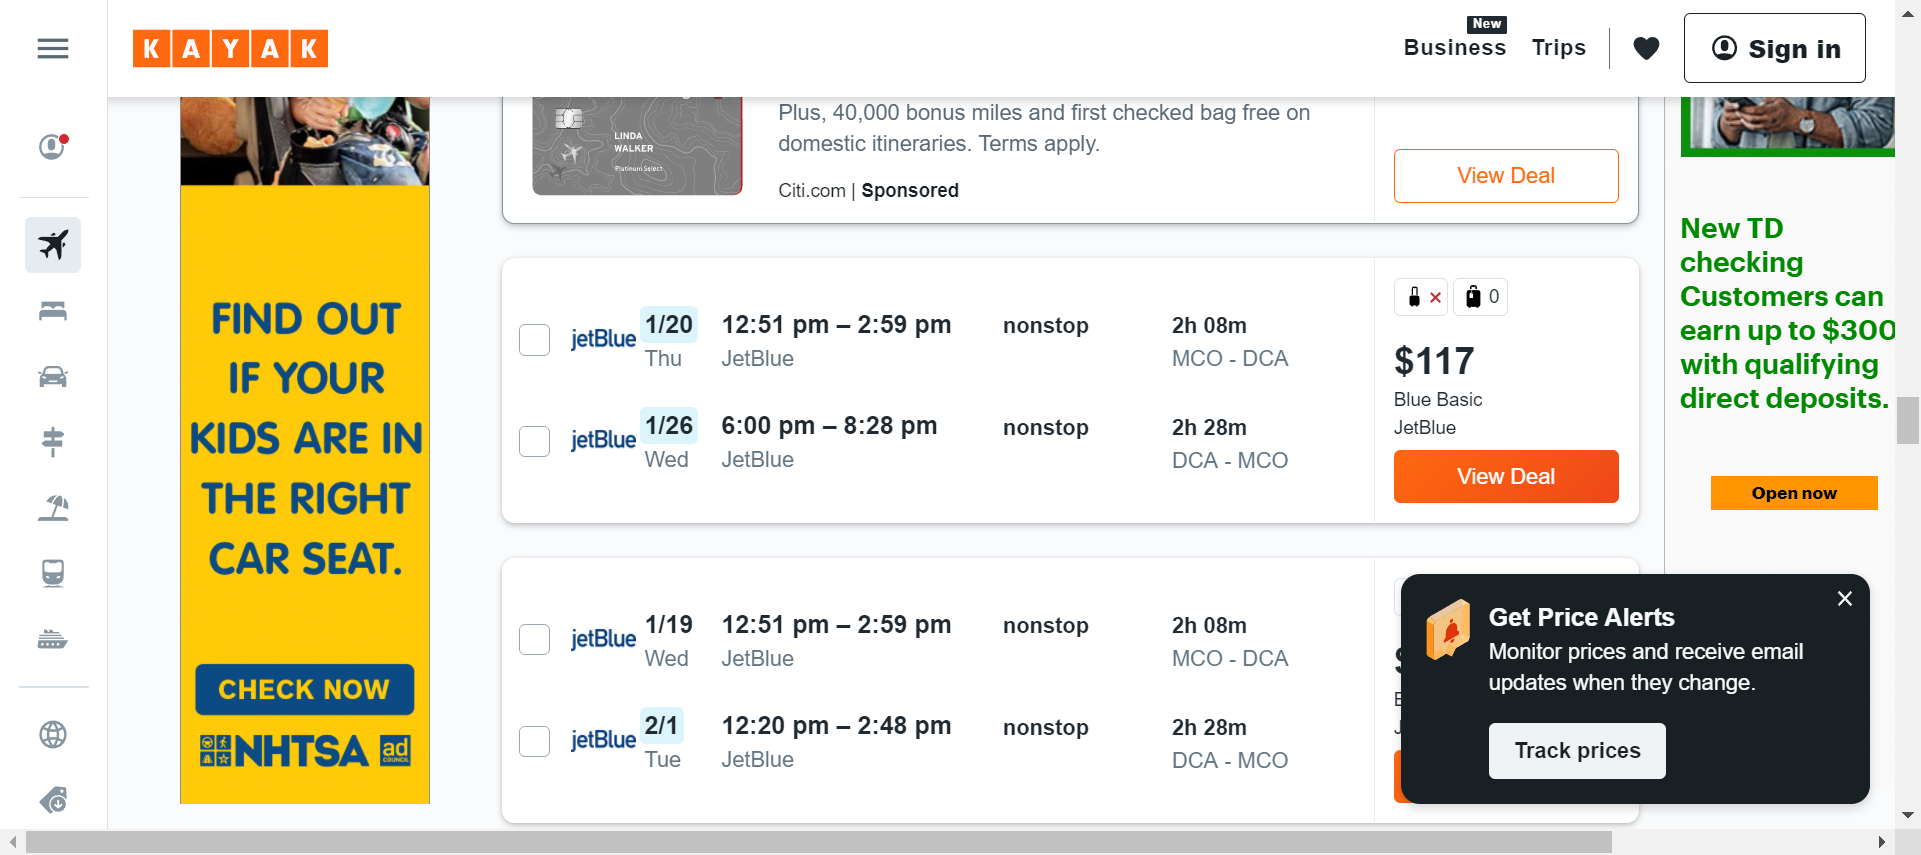 KAYAK
New
Business
Trips
Sign in
FIND OUT
IF YOUR
KIDS ARE IN
THE RIGHT
CAR SEAT.
CHECK NOW
NHTSA
ad
COUNCIL
LINDA
WALKER
Platinum Select
Plus, 40,000 bonus miles and first checked bag free on
domestic itineraries. Terms apply.
Citi.com | Sponsored
View Deal
jetBlue 1/20 12:51 pm – 2:59 pm nonstop 2h 08m
Thu JetBlue MCO - DCA
jetBlue 1/26 6:00 pm – 8:28 pm nonstop 2h 28m
Wed JetBlue DCA - MCO
0
$117
Blue Basic
JetBlue
View Deal
jetBlue 1/19 12:51 pm – 2:59 pm nonstop 2h 08m
Wed JetBlue MCO - DCA
jetBlue 2/1 12:20 pm – 2:48 pm nonstop 2h 28m
Tue JetBlue DCA - MCO
New TD
checking
Customers can
earn up to $300
with qualifying
direct deposits.
Open now
Get Price Alerts
Monitor prices and receive email
updates when they change.
Track prices